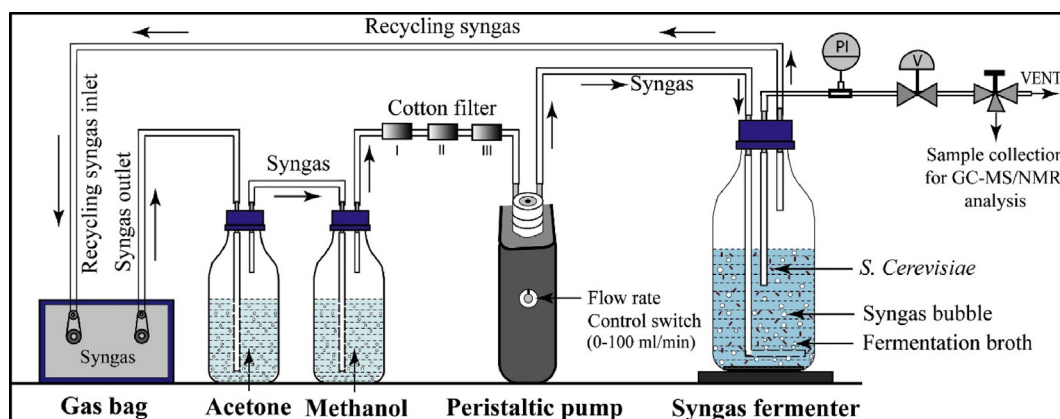 Recycling syngas
PI
V
VENT
Syngas
Cotton filter
I
II
III
Syngas
Recycling syngas inlet
Syngas outlet
Sample collection
for GC-MS/NMR
analysis
S. Cerevisiae
Flow rate
Control switch
(0-100 ml/min)
Syngas bubble
Fermentation broth
Syngas
Gas bag
Acetone
Methanol
Peristaltic pump
Syngas fermenter